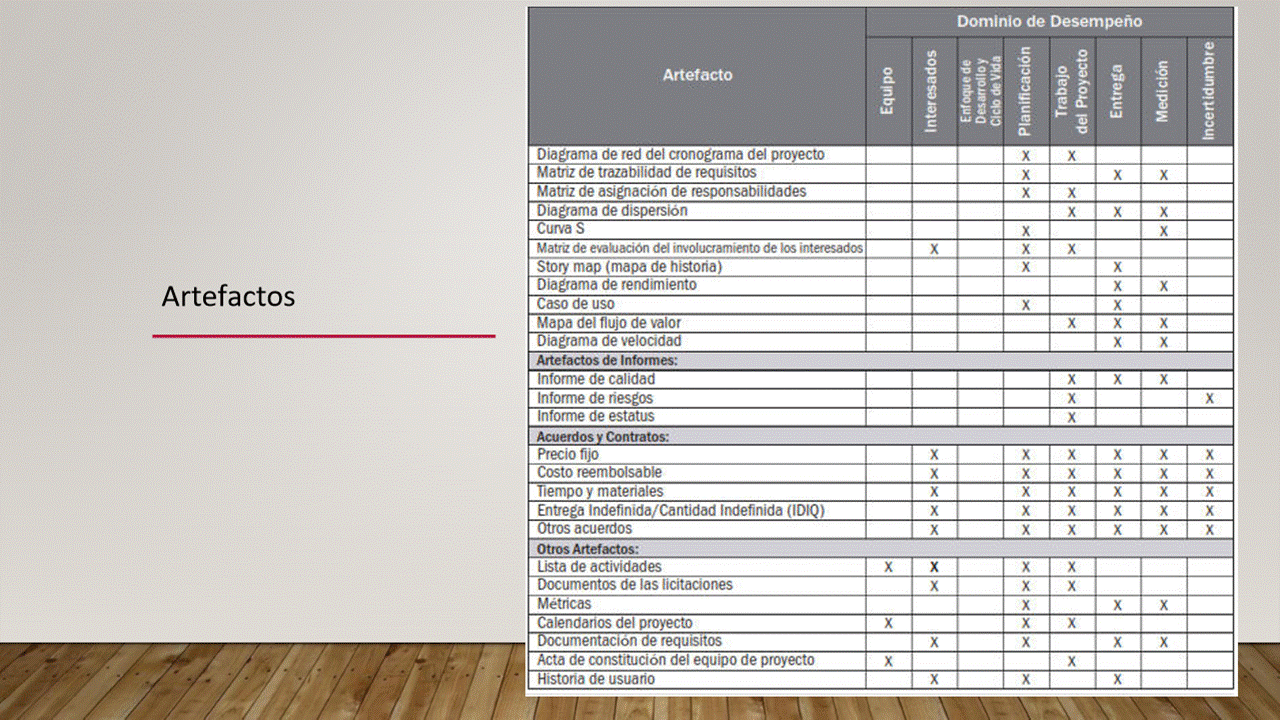 Artefactos
Artefacto
Dominio de Desempeño
Equipo
Interesados
Enfoque de
Desarrollo y
Ciclo de Vida
Planificación
Trabajo
del Proyecto
Entrega
Medición
Incertidumbre
Diagrama de red del cronograma del proyecto X X
Matriz de trazabilidad de requisitos X X X
Matriz de asignación de responsabilidades X X
Diagrama de dispersión X X X
Curva S X X
Matriz de evaluación del involucramiento de los interesados X X X
Story map (mapa de historia) X X
Diagrama de rendimiento X X
Caso de uso X X
Mapa del flujo de valor X X X
Diagrama de velocidad X X
Artefactos de Informes:
Informe de calidad X X X
Informe de riesgos X X
Informe de estatus X
Acuerdos y Contratos:
Precio fijo X X X X X X
Costo reembolsable X X X X X X
Tiempo y materiales X X X X X X
Entrega Indefinida/Cantidad Indefinida (IDIQ) X X X X X X
Otros acuerdos X X X X X X
Otros Artefactos:
Lista de actividades X X X X
Documentos de las licitaciones X X X
Métricas X X X
Calendarios del proyecto X X X
Documentación de requisitos X X X X
Acta de constitución del equipo de proyecto X X
Historia de usuario X X X